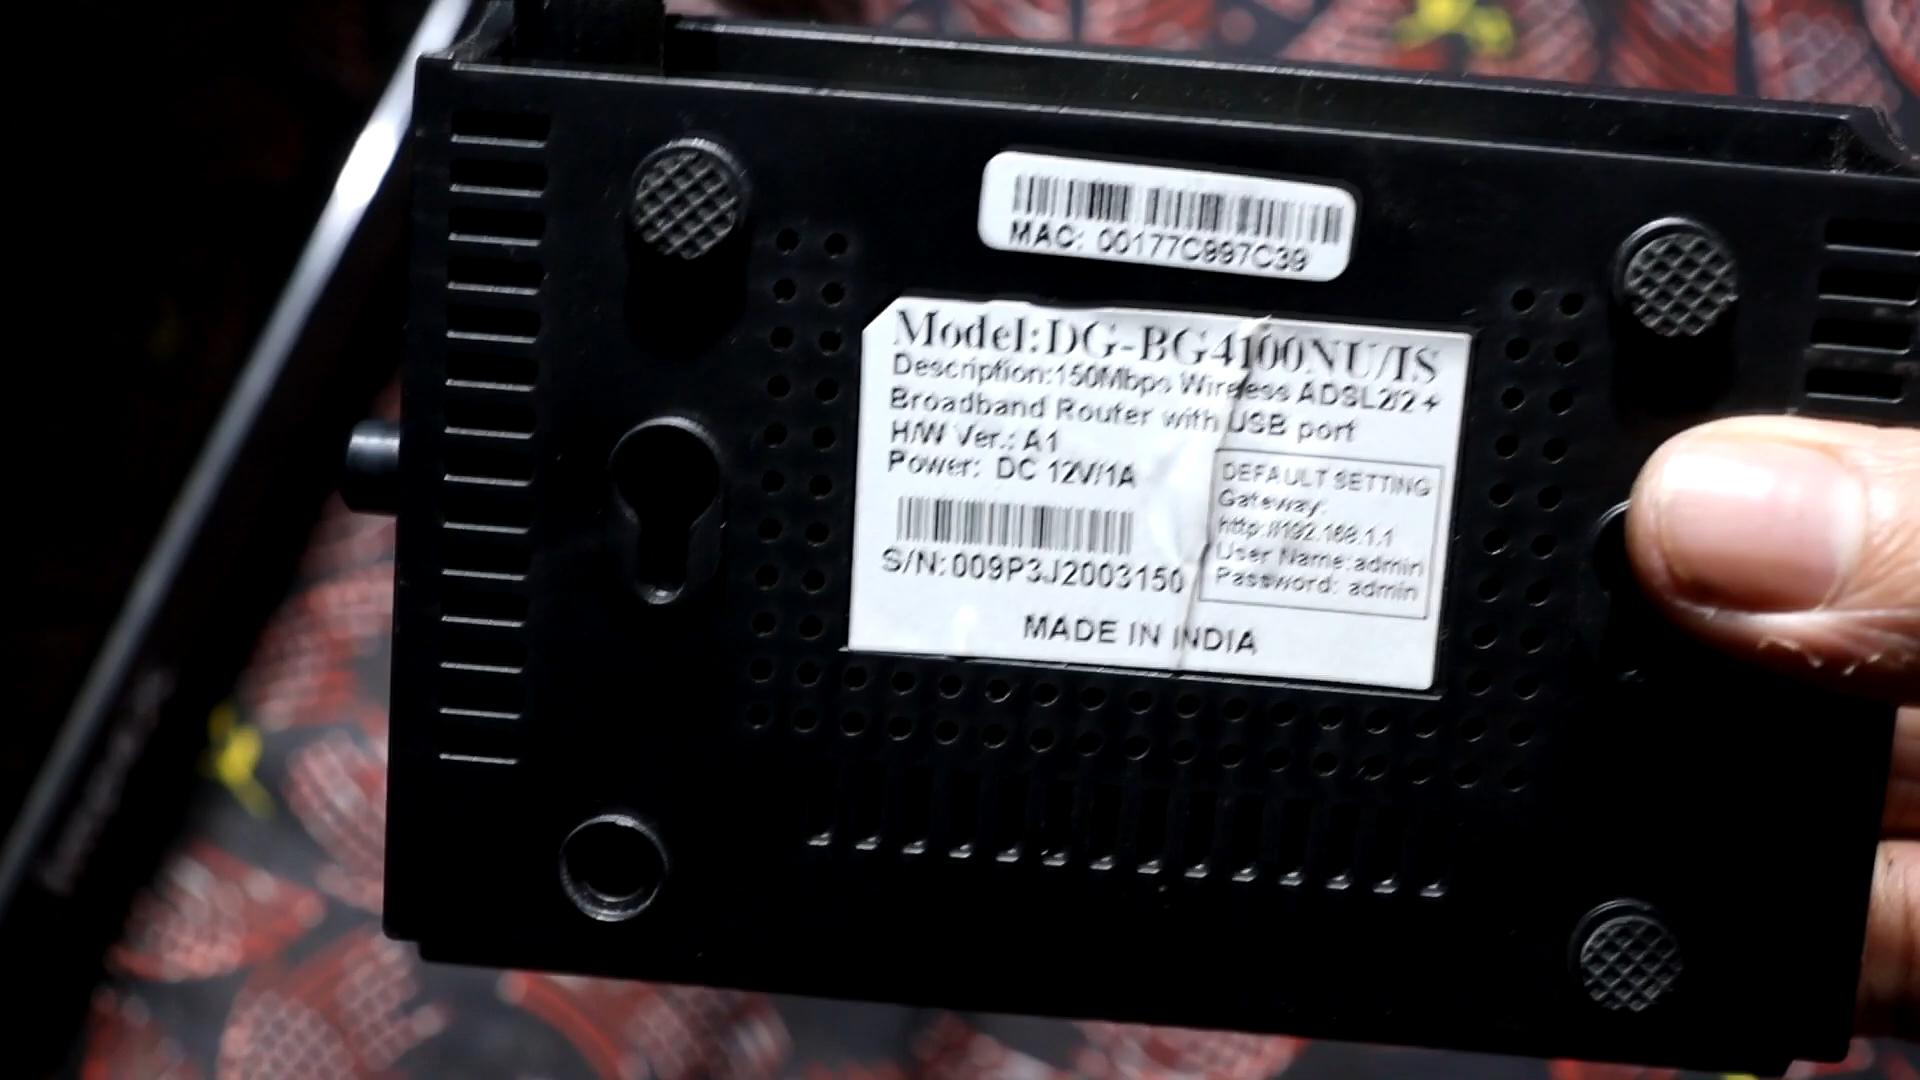 MAC: 00177C997C39
Model:DG-BG4100NU/IS
Description:150Mbps Wireless ADSL2/2+
Broadband Router with USB port
H/W Ver.: A1
Power: DC 12V/1A
S/N:009P3J2003150
DEFAULT SETTING
Gateway:
http://192.168.1.1
User Name:admin
Password: admin
MADE IN INDIA